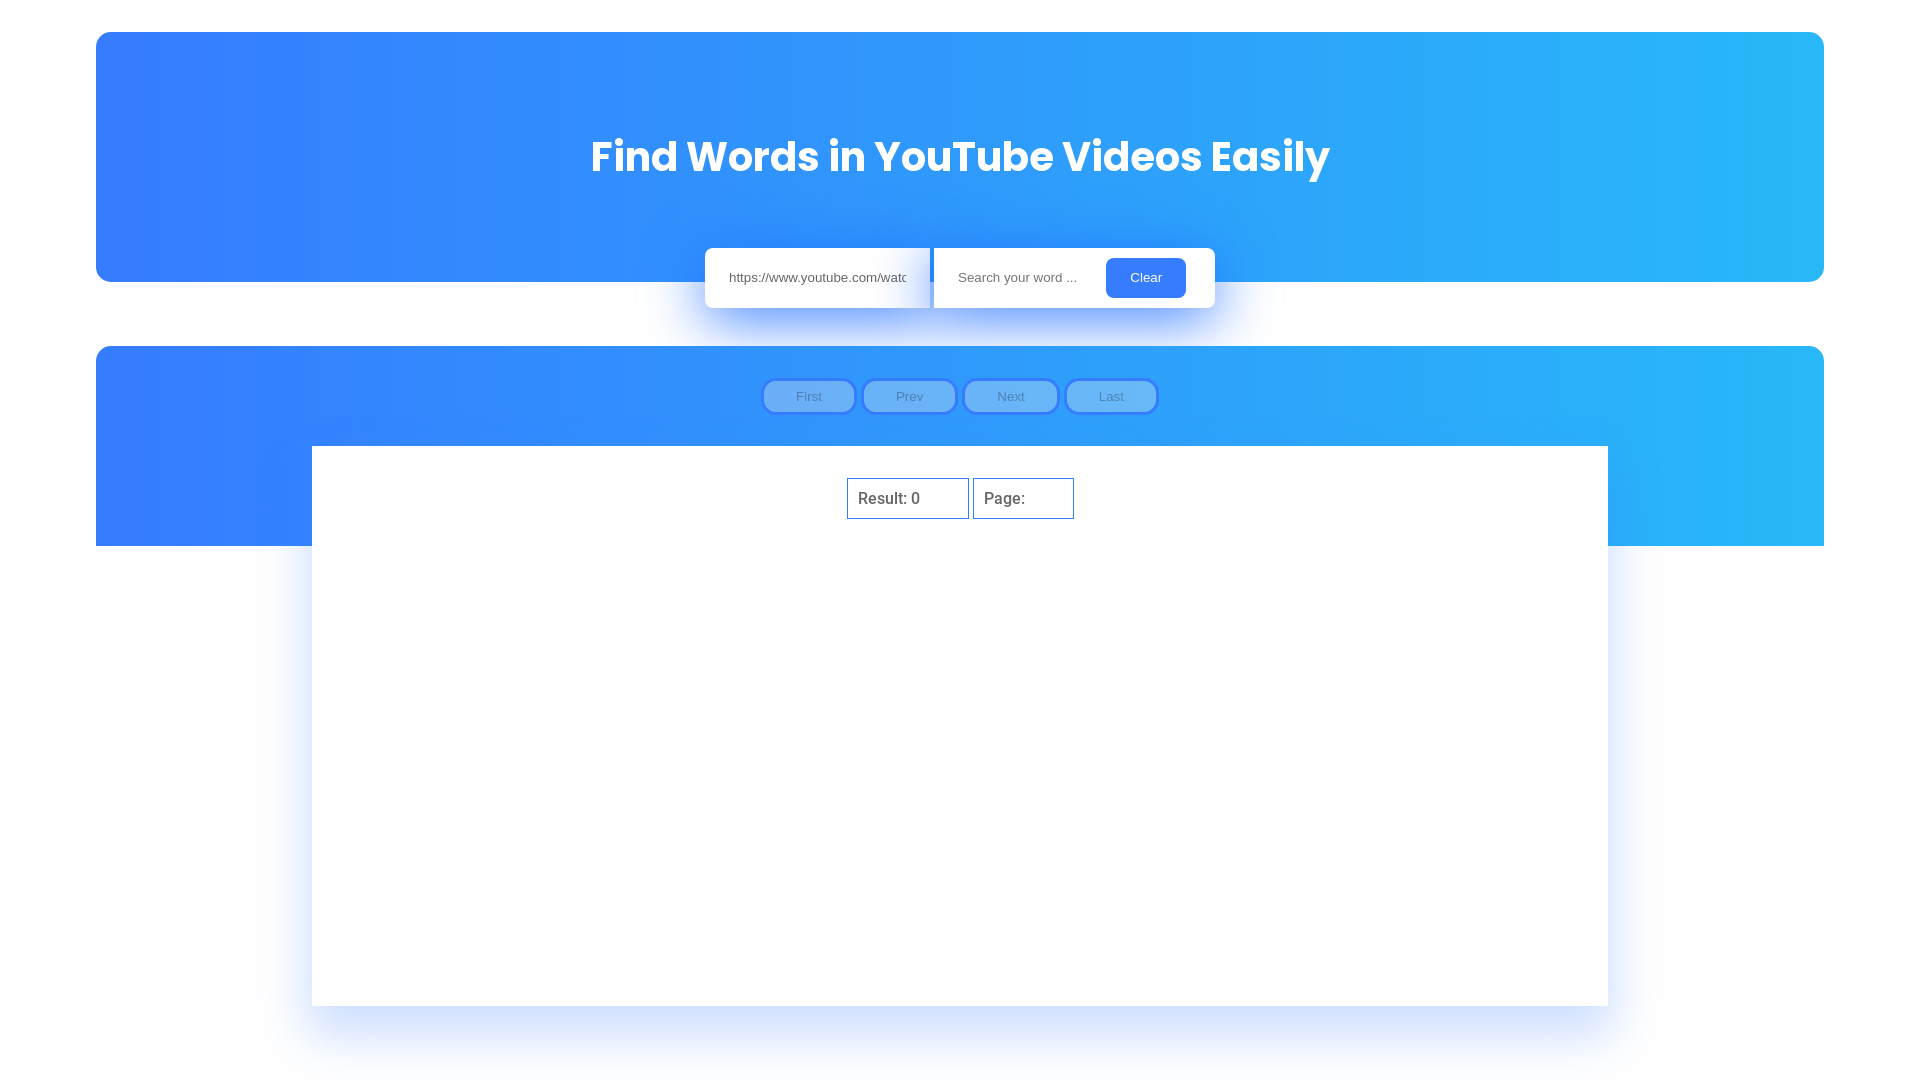 Find Words in YouTube Videos Easily
https://www.youtube.com/watc
Search your word ...
Clear
First Prev Next Last
Result: 0 Page: